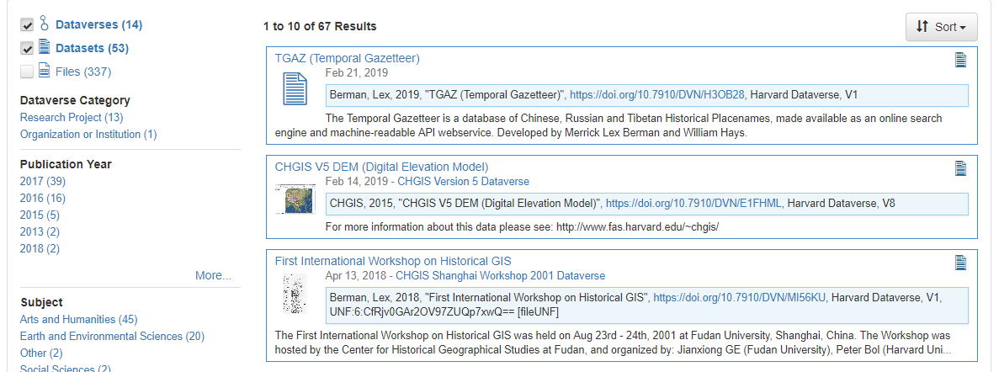 Dataverses (14)
Datasets (53)
Files (337)
Dataverse Category
Research Project (13)
Organization or Institution (1)
Publication Year
2017 (39)
2016 (16)
2015 (5)
2013 (2)
2018 (2)
More...
Subject
Arts and Humanities (45)
Earth and Environmental Sciences (20)
Other (2)
Social Sciences (2)
1 to 10 of 67 Results
Sort
TGAZ (Temporal Gazetteer)
Feb 21, 2019
Berman, Lex, 2019, "TGAZ (Temporal Gazetteer)", https://doi.org/10.7910/DVN/H3OB28, Harvard Dataverse, V1
The Temporal Gazetteer is a database of Chinese, Russian and Tibetan Historical Placenames, made available as an online search
engine and machine-readable API webservice. Developed by Merrick Lex Berman and William Hays.
CHGIS V5 DEM (Digital Elevation Model)
Feb 14, 2019 - CHGIS Version 5 Dataverse
CHGIS, 2015, "CHGIS V5 DEM (Digital Elevation Model)", https://doi.org/10.7910/DVN/E1FHML, Harvard Dataverse, V8
For more information about this data please see: http://www.fas.harvard.edu/~chgis/
First International Workshop on Historical GIS
Apr 13, 2018 - CHGIS Shanghai Workshop 2001 Dataverse
Berman, Lex, 2018, "First International Workshop on Historical GIS", https://doi.org/10.7910/DVN/MI56KU, Harvard Dataverse, V1,
UNF:6:CfRjv0GAr2OV97ZUQp7xwQ== [fileUNF]
The First International Workshop on Historical GIS was held on Aug 23rd - 24th, 2001 at Fudan University, Shanghai, China. The Workshop was
hosted by the Center for Historical Geographical Studies at Fudan, and organized by: Jianxiong GE (Fudan University), Peter Bol (Harvard Uni...